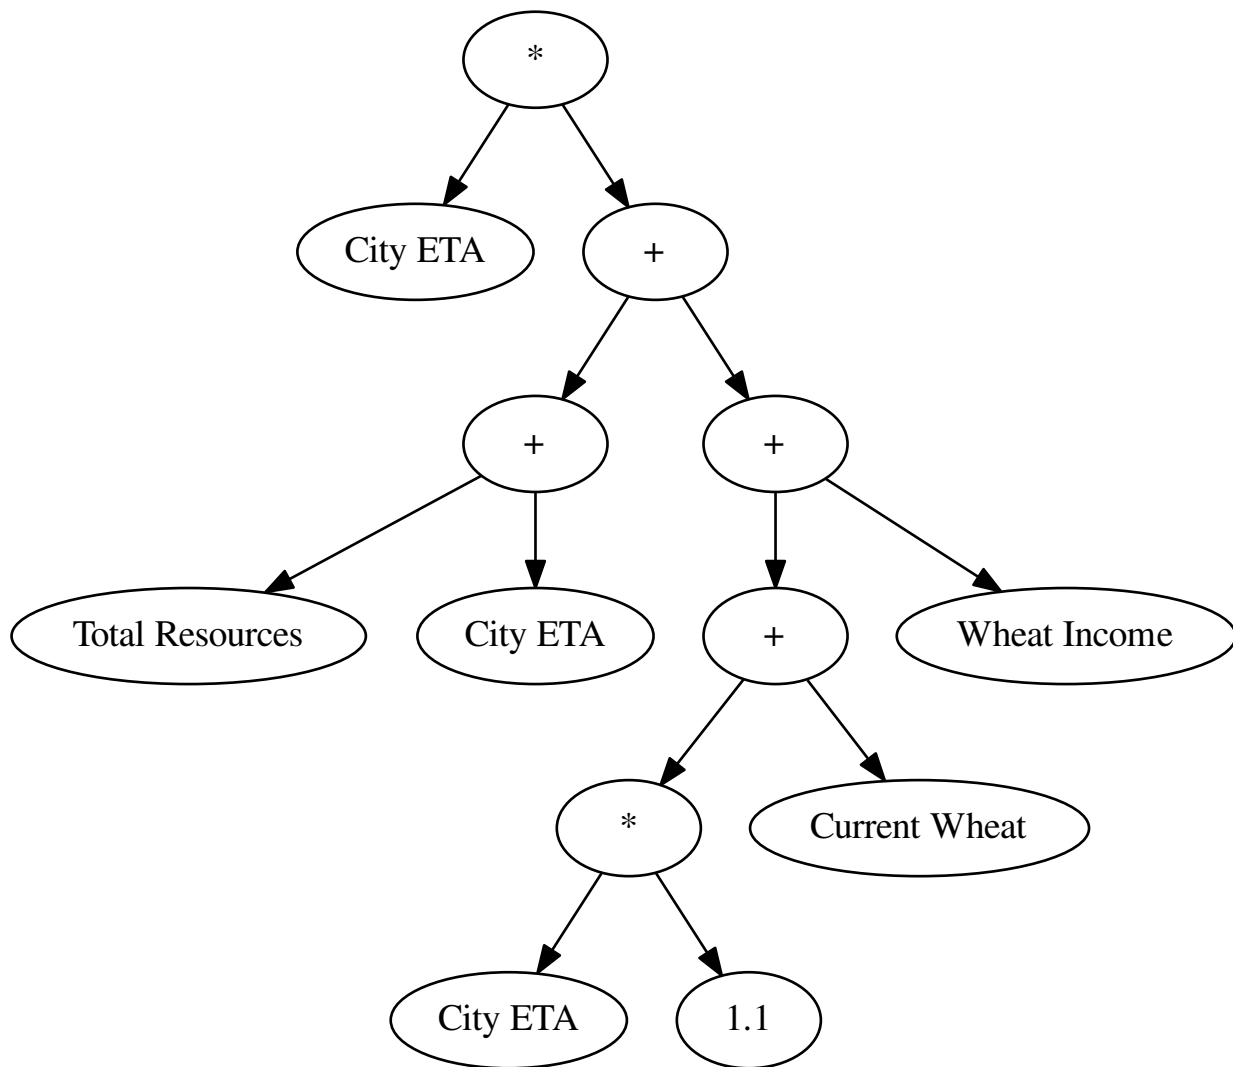 *
City ETA
+
+
+
Total Resources
City ETA
+
Wheat Income
*
Current Wheat
City ETA
1.1